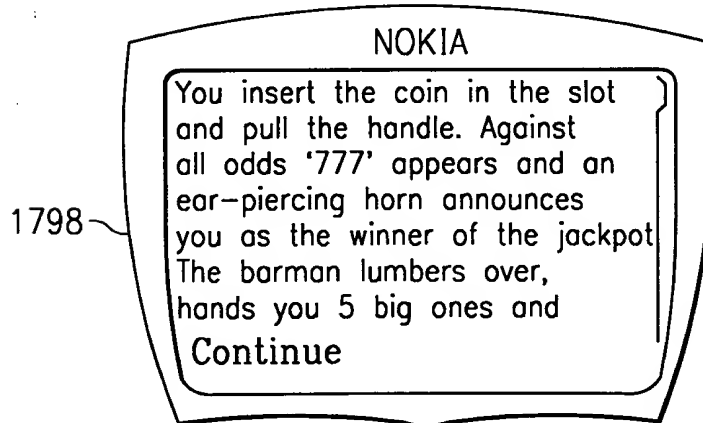 NOKIA
You insert the coin in the slot
and pull the handle. Against
all odds '777' appears and an
ear-piercing horn announces
you as the winner of the jackpot
The barman lumbers over,
hands you 5 big ones and
Continue
1798